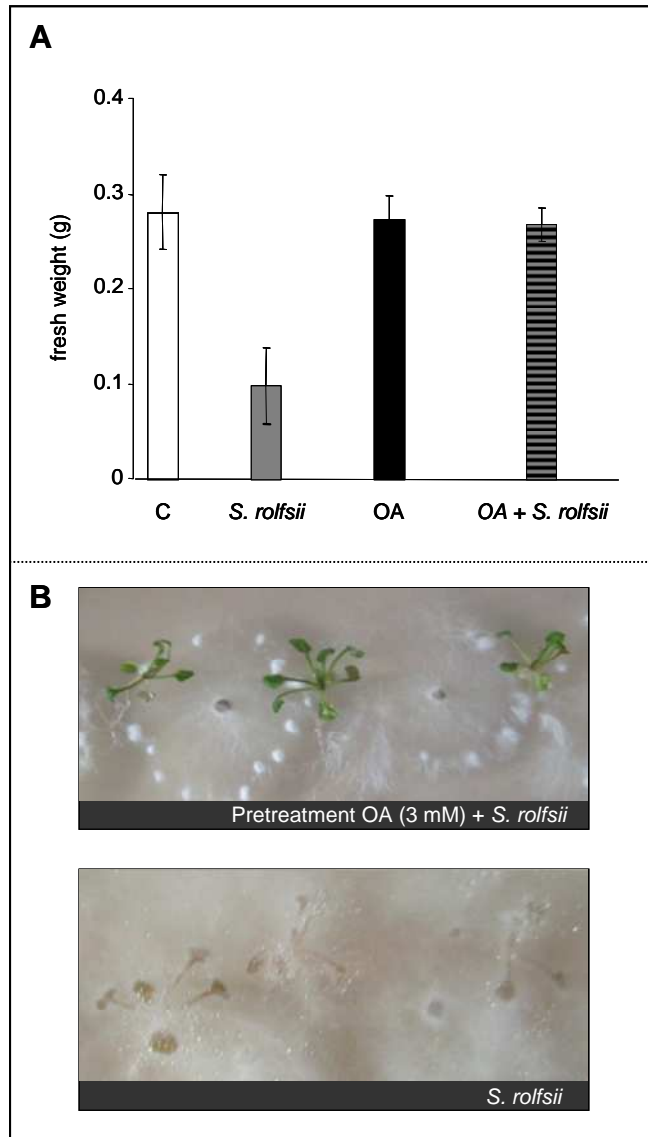 A
0.4
0.3
0.2
0.1
0
fresh weight (g)
C S. rolfsii OA OA + S. rolfsii
B
Pretreatment OA (3 mM) + S. rolfsii
S. rolfsii